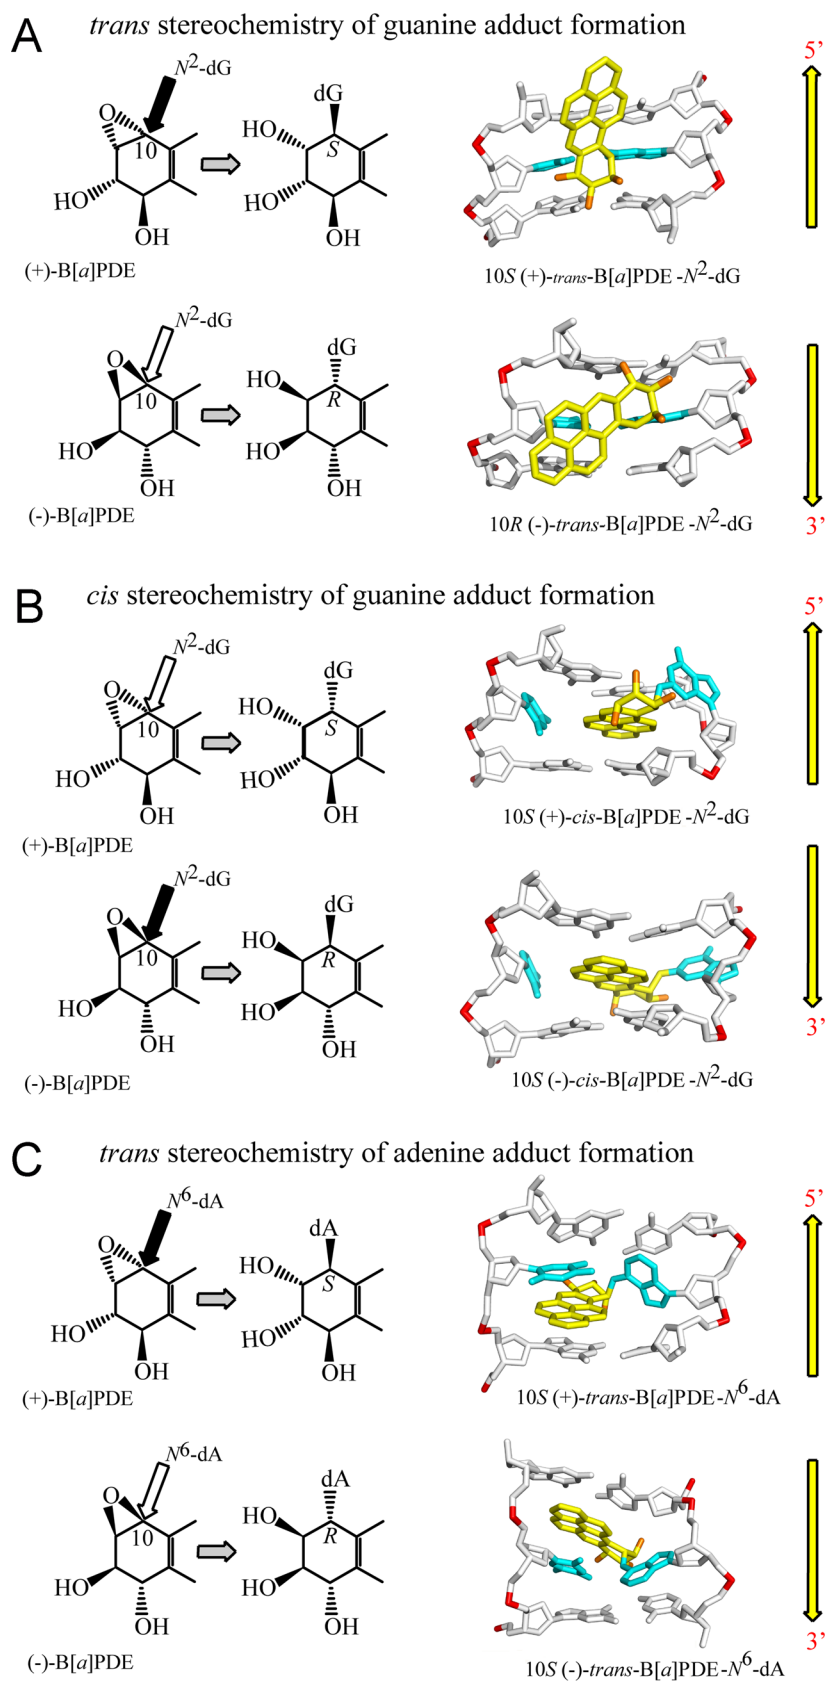 A
trans stereochemistry of guanine adduct formation
5’
N2-dG
dG
O
HO
10
S
HO
HO
OH
OH
(+)-B[a]PDE
10S (+)-trans-B[a]PDE -N2-dG
N2-dG
dG
O
HO
10
R
HO
HO
OH
OH
(-)-B[a]PDE
10R (-)-trans-B[a]PDE -N2-dG
3’
B
cis stereochemistry of guanine adduct formation
5’
N2-dG
dG
O
HO
10
S
HO
HO
OH
OH
(+)-B[a]PDE
10S (+)-cis-B[a]PDE -N2-dG
N2-dG
dG
O
HO
10
R
HO
HO
OH
OH
(-)-B[a]PDE
10S (-)-cis-B[a]PDE -N2-dG
3’
C
trans stereochemistry of adenine adduct formation
5’
N6-dA
dA
O
HO
10
S
HO
HO
OH
OH
(+)-B[a]PDE
10S (+)-trans-B[a]PDE-N6-dA
N6-dA
dA
O
HO
10
R
HO
HO
OH
OH
(-)-B[a]PDE
10S (-)-trans-B[a]PDE-N6-dA
3’